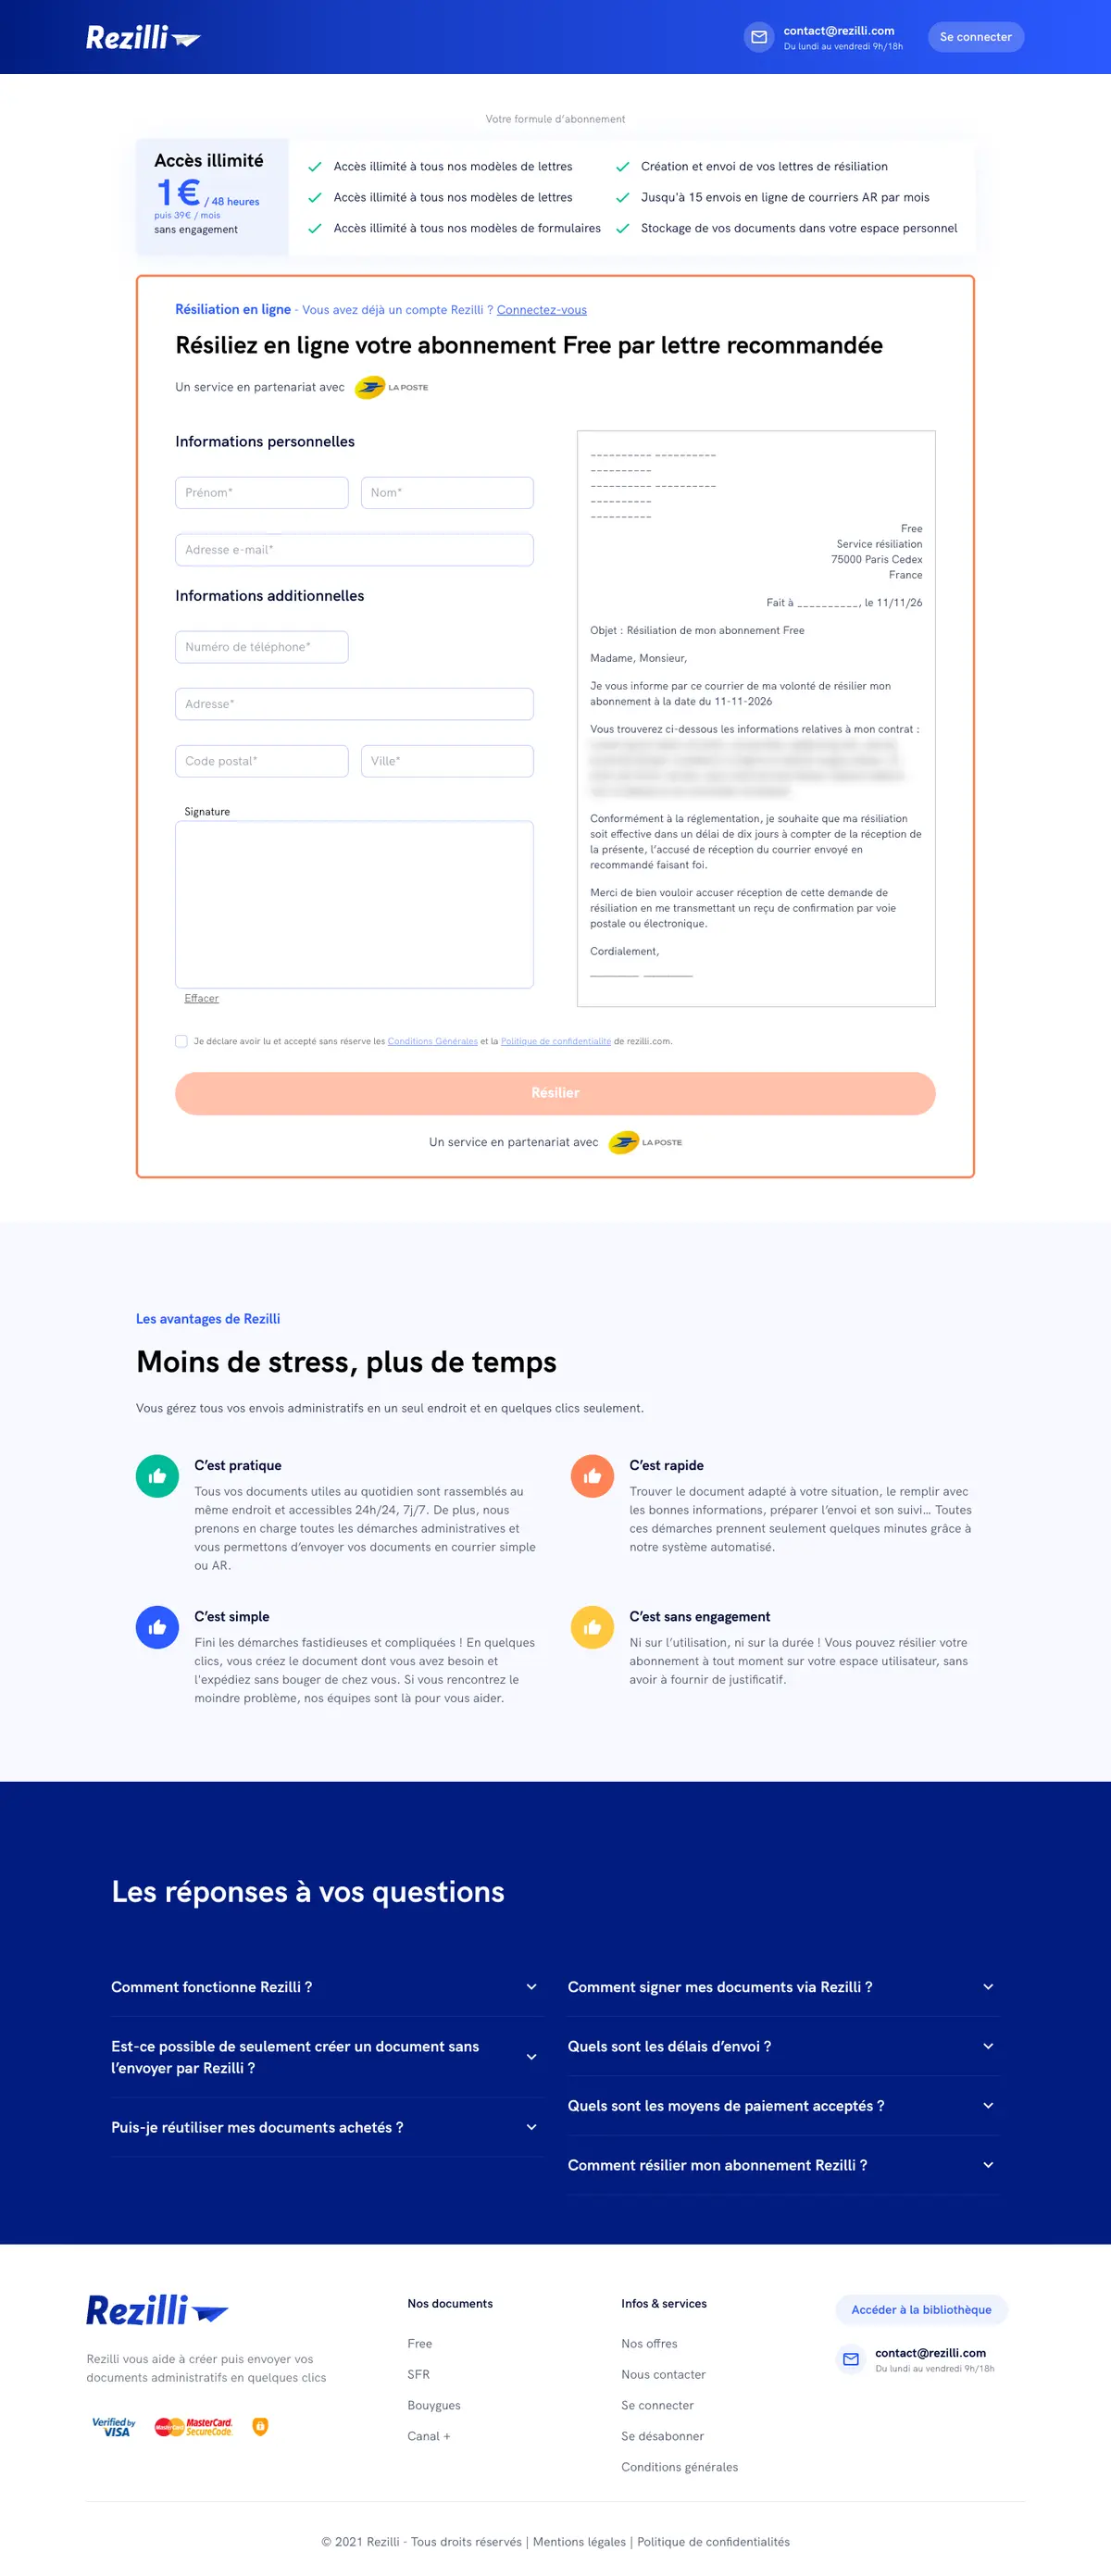 Rezilli
contact@rezilli.com
Du lundi au vendredi 9h/18h
Se connecter
Votre formule d’abonnement
Accès illimité
1€ / 48 heures
puis 39€ / mois
sans engagement
Accès illimité à tous nos modèles de lettres
Accès illimité à tous nos modèles de lettres
Accès illimité à tous nos modèles de formulaires
Création et envoi de vos lettres de résiliation
Jusqu'à 15 envois en ligne de courriers AR par mois
Stockage de vos documents dans votre espace personnel
Résiliation en ligne - Vous avez déjà un compte Rezilli ? Connectez-vous
Résiliez en ligne votre abonnement Free par lettre recommandée
Un service en partenariat avec LA POSTE
Informations personnelles
Prénom* Nom*
Adresse e-mail*
Informations additionnelles
Numéro de téléphone*
Adresse*
Code postal* Ville*
Signature
Effacer
__________ __________
__________
__________ __________
__________
__________
Free
Service résiliation
75000 Paris Cedex
France
Fait à __________, le 11/11/26
Objet : Résiliation de mon abonnement Free
Madame, Monsieur,
Je vous informe par ce courrier de ma volonté de résilier mon
abonnement à la date du 11-11-2026
Vous trouverez ci-dessous les informations relatives à mon contrat :
Conformément à la réglementation, je souhaite que ma résiliation
soit effective dans un délai de dix jours à compter de la réception de
la présente, l’accusé de réception du courrier envoyé en
recommandé faisant foi.
Merci de bien vouloir accuser réception de cette demande de
résiliation en me transmettant un reçu de confirmation par voie
postale ou électronique.
Cordialement,
________ ________
Je déclare avoir lu et accepté sans réserve les Conditions Générales et la Politique de confidentialité de rezilli.com.
Résilier
Un service en partenariat avec LA POSTE
Les avantages de Rezilli
Moins de stress, plus de temps
Vous gérez tous vos envois administratifs en un seul endroit et en quelques clics seulement.
C’est pratique
Tous vos documents utiles au quotidien sont rassemblés au
même endroit et accessibles 24h/24, 7j/7. De plus, nous
prenons en charge toutes les démarches administratives et
vous permettons d’envoyer vos documents en courrier simple
ou AR.
C’est rapide
Trouver le document adapté à votre situation, le remplir avec
les bonnes informations, préparer l’envoi et son suivi... Toutes
ces démarches prennent seulement quelques minutes grâce à
notre système automatisé.
C’est simple
Fini les démarches fastidieuses et compliquées ! En quelques
clics, vous créez le document dont vous avez besoin et
l'expédiez sans bouger de chez vous. Si vous rencontrez le
moindre problème, nos équipes sont là pour vous aider.
C’est sans engagement
Ni sur l’utilisation, ni sur la durée ! Vous pouvez résilier votre
abonnement à tout moment sur votre espace utilisateur, sans
avoir à fournir de justificatif.
Les réponses à vos questions
Comment fonctionne Rezilli ?
Est-ce possible de seulement créer un document sans
l’envoyer par Rezilli ?
Puis-je réutiliser mes documents achetés ?
Comment signer mes documents via Rezilli ?
Quels sont les délais d’envoi ?
Quels sont les moyens de paiement acceptés ?
Comment résilier mon abonnement Rezilli ?
Rezilli
Rezilli vous aide à créer puis envoyer vos
documents administratifs en quelques clics
Verified by
VISA
MasterCard
MasterCard.
SecureCode.
Nos documents
Free
SFR
Bouygues
Canal +
Infos & services
Nos offres
Nous contacter
Se connecter
Se désabonner
Conditions générales
Accéder à la bibliothèque
contact@rezilli.com
Du lundi au vendredi 9h/18h
© 2021 Rezilli - Tous droits réservés | Mentions légales | Politique de confidentialités